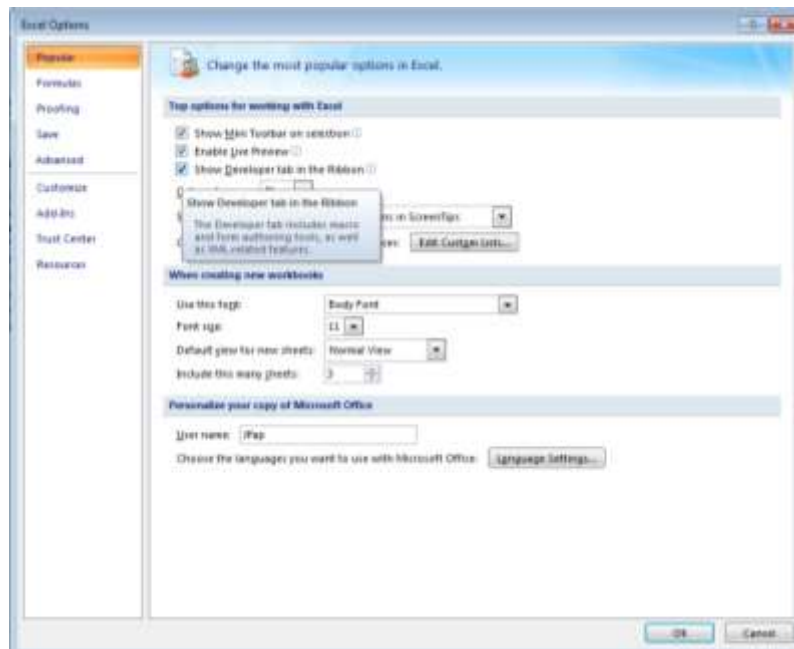 Excel Options
Popular
Formulas
Proofing
Save
Advanced
Customize
Add-Ins
Trust Center
Resources
Change the most popular options in Excel.
Top options for working with Excel
Show Mini Toolbar on selection
Enable Live Preview
Show Developer tab in the Ribbon
Show Developer tab in the Ribbon
The Developer tab includes macro
and form authoring tools, as well
as XML-related features.
in ScreenTips
Edit Custom Lists...
When creating new workbooks
Use this font: Body Font
Font size: 11
Default view for new sheets: Normal View
Include this many sheets: 3
Personalize your copy of Microsoft Office
User name: JPap
Choose the languages you want to use with Microsoft Office: Language Settings...
OK Cancel